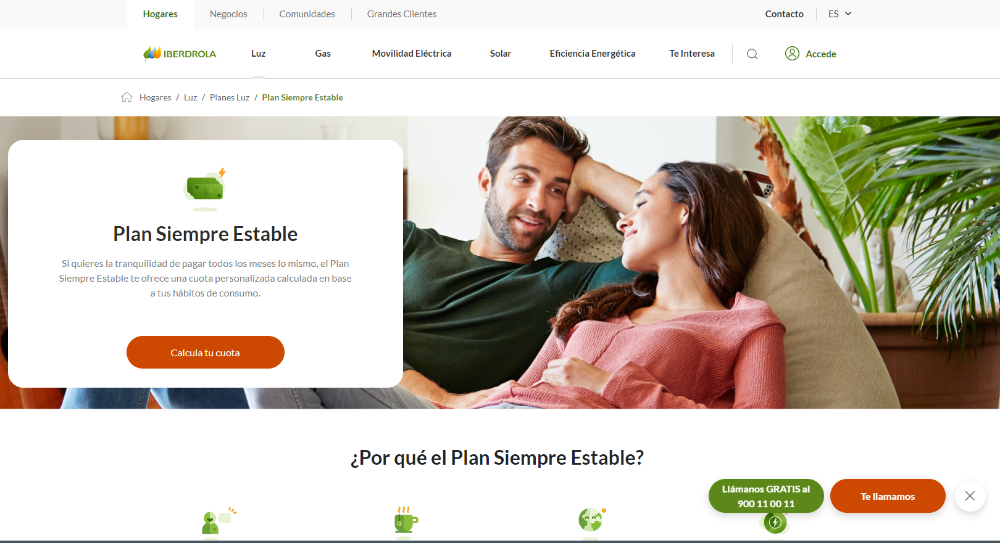 Hogares
Negocios
Comunidades
Grandes Clientes
Contacto
ES
IBERDROLA
Luz
Gas
Movilidad Eléctrica
Solar
Eficiencia Energética
Te Interesa
Accede
Hogares / Luz / Planes Luz / Plan Siempre Estable
Plan Siempre Estable
Si quieres la tranquilidad de pagar todos los meses lo mismo, el Plan
Siempre Estable te ofrece una cuota personalizada calculada en base
a tus hábitos de consumo.
Calcula tu cuota
¿Por qué el Plan Siempre Estable?
Llámanos GRATIS al
900 11 00 11
Te llamamos